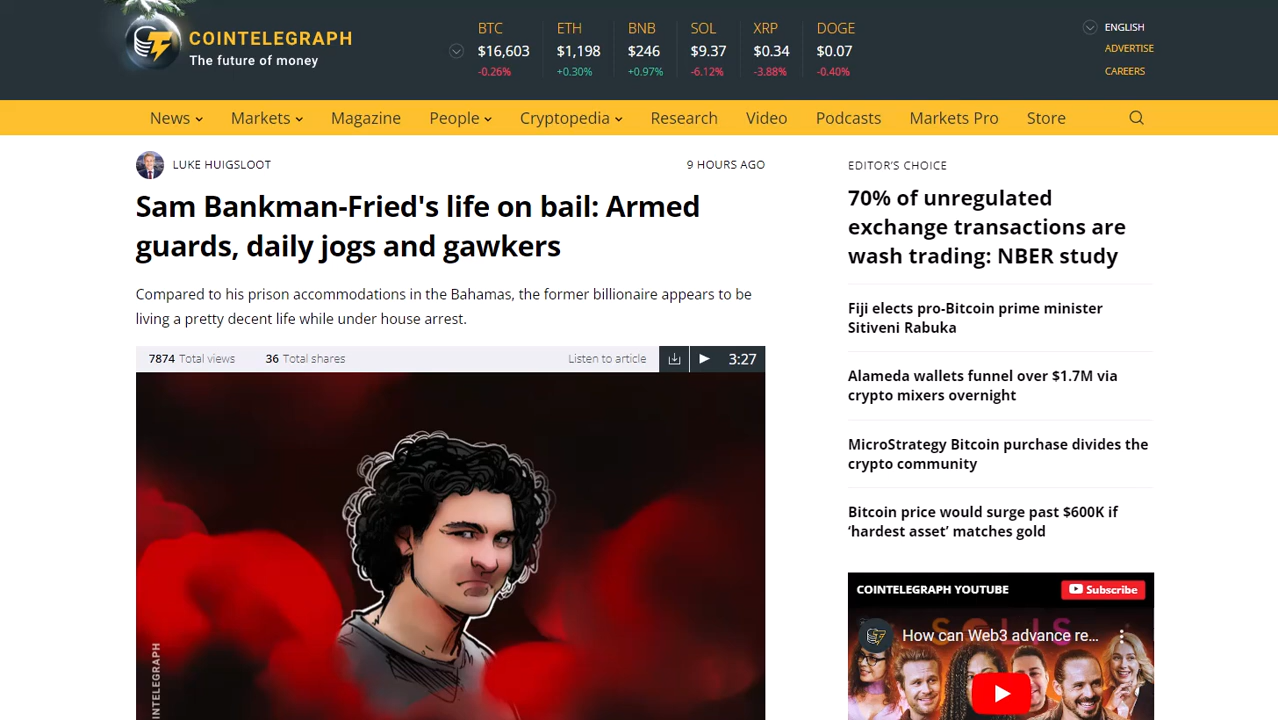 COINTELEGRAPH
The future of money
BTC
$16,603
-0.26%
ETH
$1,198
+0.30%
BNB
$246
+0.97%
SOL
$9.37
-6.12%
XRP
$0.34
-3.88%
DOGE
$0.07
-0.40%
ENGLISH
ADVERTISE
CAREERS
News
Markets
Magazine
People
Cryptopedia
Research
Video
Podcasts
Markets Pro
Store
LUKE HUIGSLOOT
9 HOURS AGO
Sam Bankman-Fried's life on bail: Armed
guards, daily jogs and gawkers
Compared to his prison accommodations in the Bahamas, the former billionaire appears to be
living a pretty decent life while under house arrest.
7874 Total views
36 Total shares
Listen to article
3:27
INTELEGRAPH
EDITOR'S CHOICE
70% of unregulated
exchange transactions are
wash trading: NBER study
Fiji elects pro-Bitcoin prime minister
Sitiveni Rabuka
Alameda wallets funnel over $1.7M via
crypto mixers overnight
MicroStrategy Bitcoin purchase divides the
crypto community
Bitcoin price would surge past $600K if
‘hardest asset’ matches gold
COINTELEGRAPH YOUTUBE
Subscribe
How can Web3 advance re...